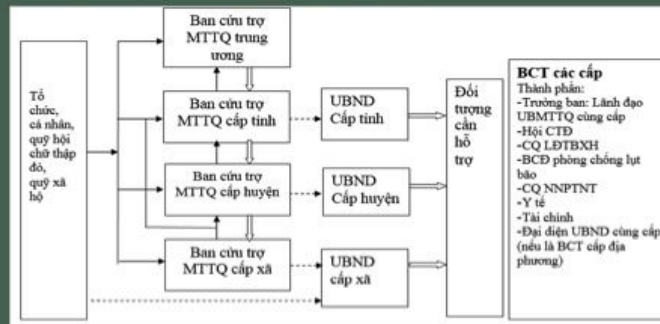 Tổ
chức,
cá nhân,
quỹ hội
chữ thập
đỏ,
quỹ xã
hộ
Ban cứu trợ
MTTQ trung
ương
Ban cứu trợ
MTTQ cấp tỉnh
Ban cứu trợ
MTTQ cấp huyện
Ban cứu trợ
MTTQ cấp xã
UBND
Cấp tỉnh
UBND
Cấp huyện
UBND
cấp xã
Đối
tượng
cần
hỗ
trợ
BCT các cấp
Thành phần:
-Trưởng ban: Lãnh đạo
UBMTTQ cùng cấp
-Hội CTĐ
-CQ LĐTBXH
-BCĐ phòng chống lụt
bão
-CQ NNPTNT
-Y tế
-Tài chính
-Đại diện UBND cùng cấp
(nếu là BCT cấp địa
phương)